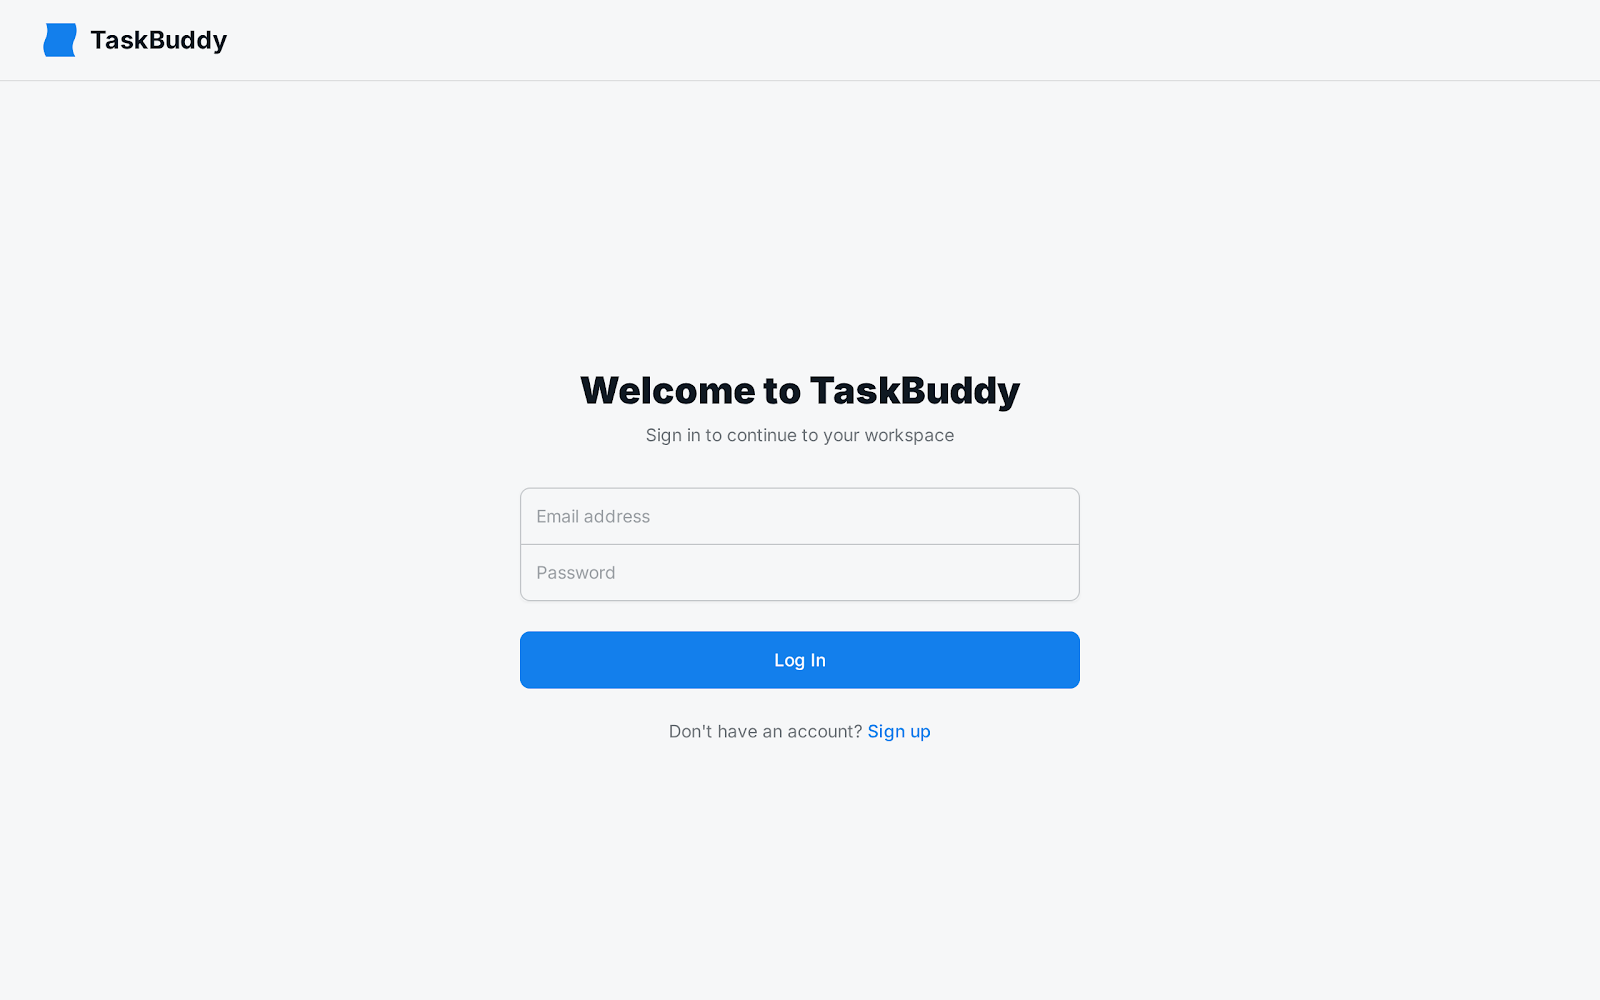 TaskBuddy
Welcome to TaskBuddy
Sign in to continue to your workspace
Email address
Password
Log In
Don't have an account? Sign up